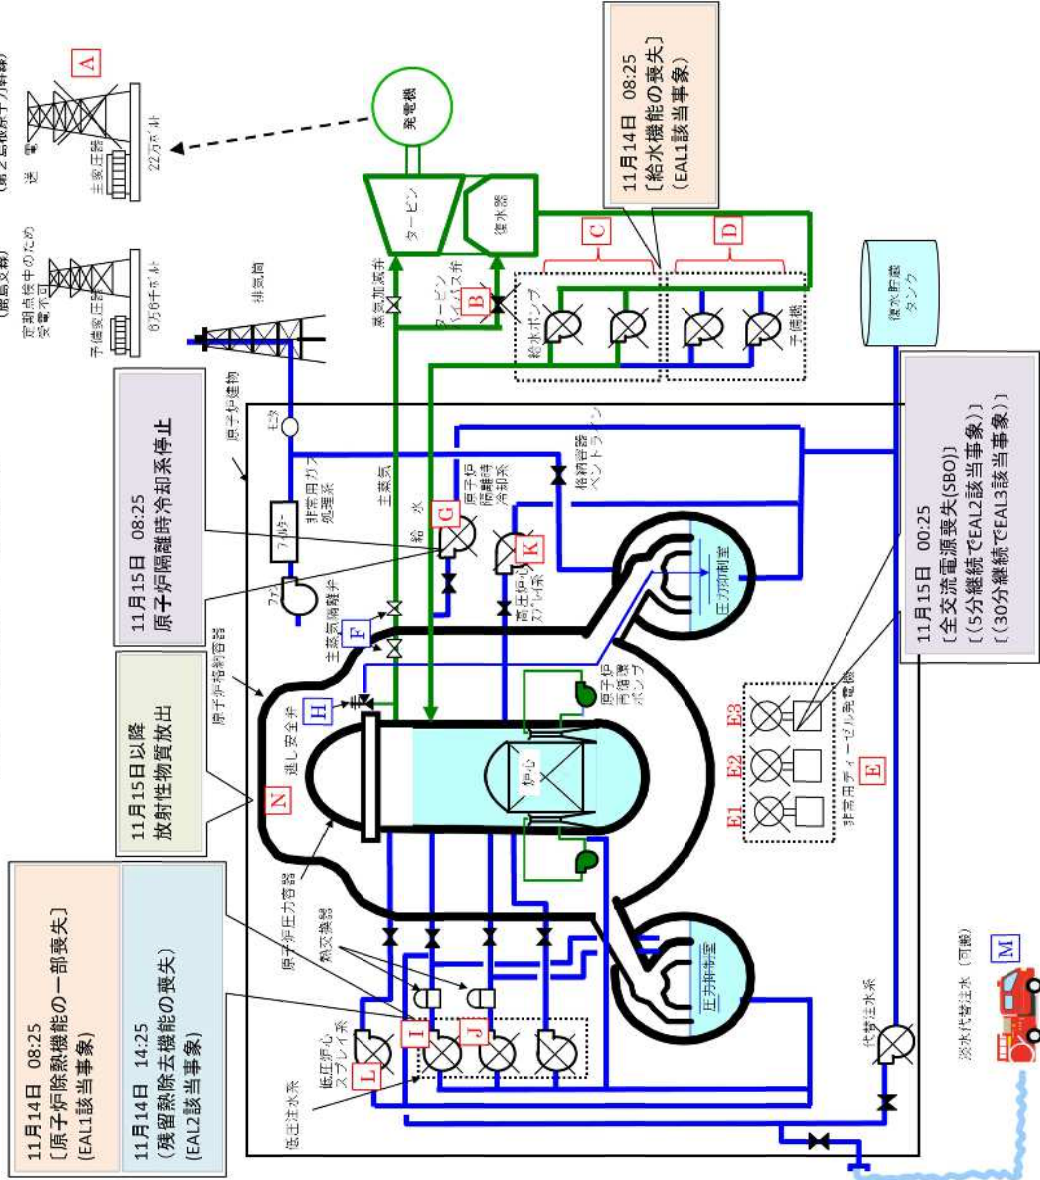 11月14日 08:25
〔原子炉除熱機能の一部喪失〕
(EAL1該当事象)
11月14日 14:25
(残留熱除去機能の喪失)
(EAL2該当事象)
11月15日以降
放射性物質放出
11月15日 08:25
原子炉隔離時冷却系停止
定期点検中のため
受電不可
予備変圧器
6万6千ボルト
送電
A
主変圧器
22万ボルト
排気筒
原子炉建物
モニタ
フィルター
非常用ガス
処理系
ファン
原子炉格納容器
発電機
タービン
復水器
蒸気加減弁
タービン
バイパス弁
B
主蒸気
主蒸気隔離弁
F
逃し安全弁
H
N
原子炉圧力容器
熱交換器
給水
G
原子炉
隔離時
冷却系
K
高圧炉心
スプレイ系
格納容器
ベントライン
給水ポンプ
C
D
予備機
11月14日 08:25
〔給水機能の喪失〕
(EAL1該当事象)
復水貯蔵
タンク
圧力抑制室
原子炉
再循環
ポンプ
炉心
低圧炉心
スプレイ系
L
I
J
低圧注水系
圧力抑制室
E1
E2
E3
非常用ディーゼル発電機
E
11月15日 00:25
〔全交流電源喪失(SBO)〕
〔(5分継続でEAL2該当事象)〕
〔(30分継続でEAL3該当事象)〕
代替注水系
淡水代替注水(可搬)
M